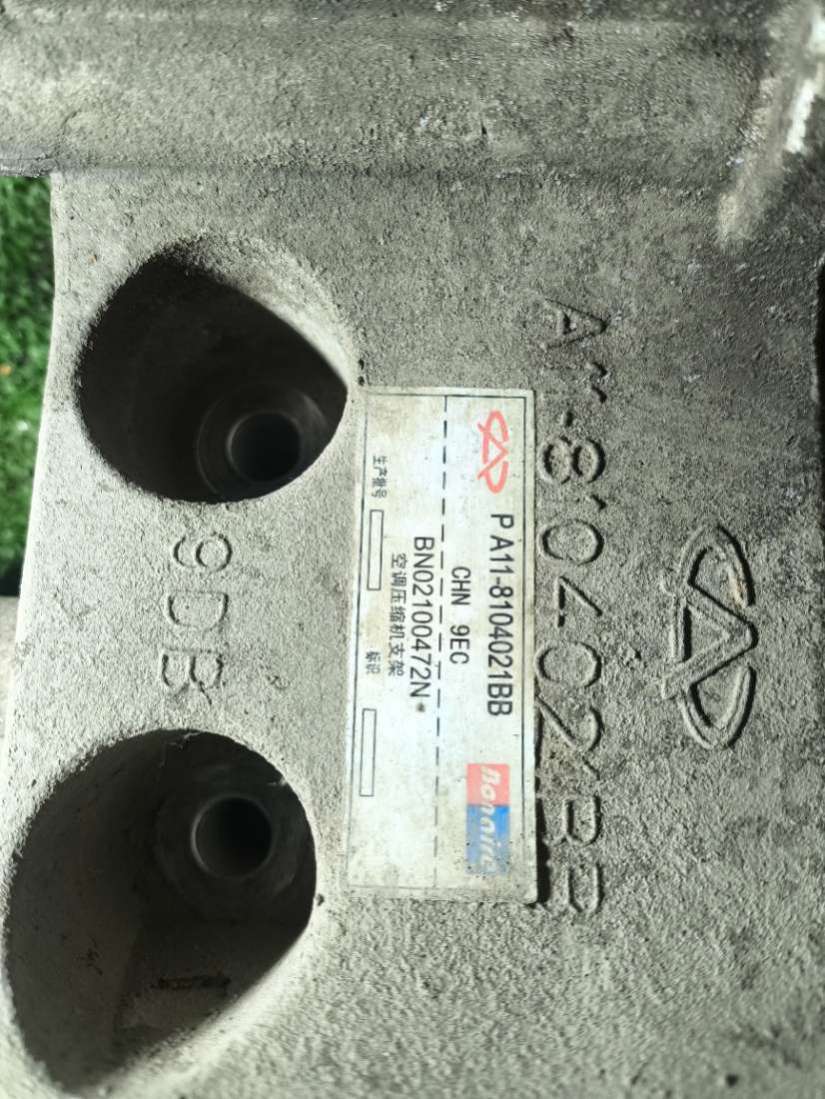 A11-8104021BB
P A11-8104021BB
CHN 9EC
BN02100472N*
空调压缩机支架
生产批号
标识
9DB